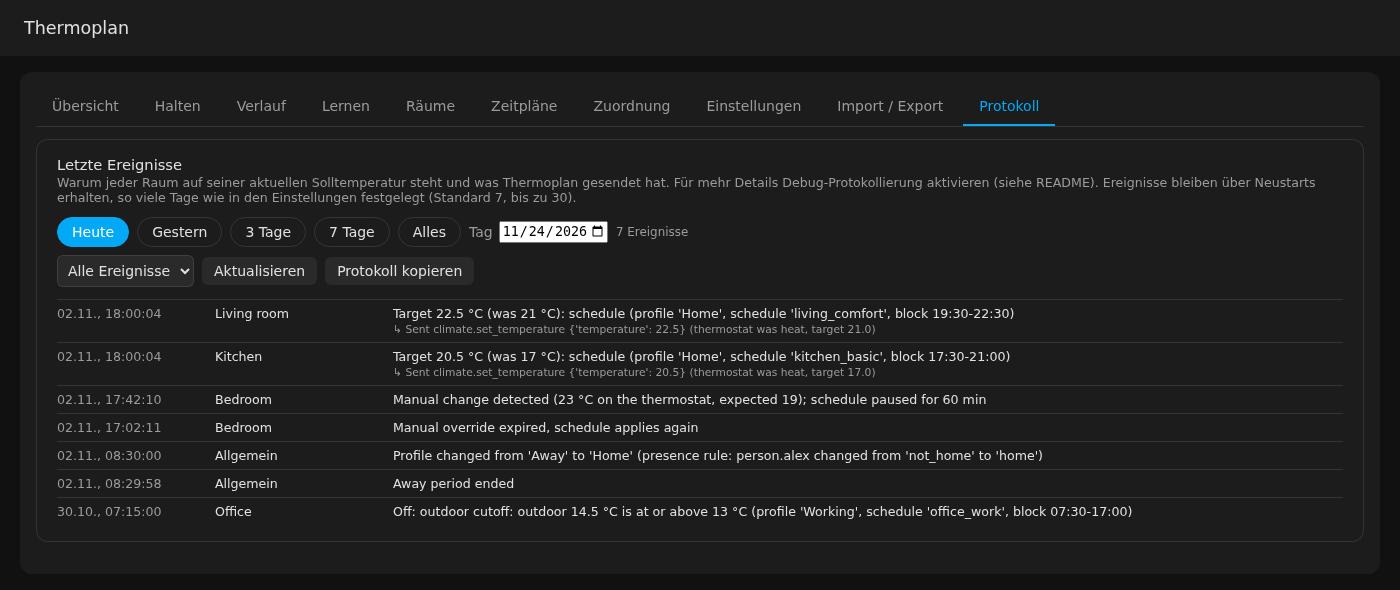 Thermoplan
Übersicht Halten Verlauf Lernen Räume Zeitpläne Zuordnung Einstellungen Import / Export Protokoll
Letzte Ereignisse
Warum jeder Raum auf seiner aktuellen Solltemperatur steht und was Thermoplan gesendet hat. Für mehr Details Debug-Protokollierung aktivieren (siehe README). Ereignisse bleiben über Neustarts
erhalten, so viele Tage wie in den Einstellungen festgelegt (Standard 7, bis zu 30).
Heute Gestern 3 Tage 7 Tage Alles Tag 11/24/2026 7 Ereignisse
Alle Ereignisse Aktualisieren Protokoll kopieren
02.11., 18:00:04 Living room Target 22.5 °C (was 21 °C): schedule (profile 'Home', schedule 'living_comfort', block 19:30-22:30)
↳ Sent climate.set_temperature {'temperature': 22.5} (thermostat was heat, target 21.0)
02.11., 18:00:04 Kitchen Target 20.5 °C (was 17 °C): schedule (profile 'Home', schedule 'kitchen_basic', block 17:30-21:00)
↳ Sent climate.set_temperature {'temperature': 20.5} (thermostat was heat, target 17.0)
02.11., 17:42:10 Bedroom Manual change detected (23 °C on the thermostat, expected 19); schedule paused for 60 min
02.11., 17:02:11 Bedroom Manual override expired, schedule applies again
02.11., 08:30:00 Allgemein Profile changed from 'Away' to 'Home' (presence rule: person.alex changed from 'not_home' to 'home')
02.11., 08:29:58 Allgemein Away period ended
30.10., 07:15:00 Office Off: outdoor cutoff: outdoor 14.5 °C is at or above 13 °C (profile 'Working', schedule 'office_work', block 07:30-17:00)